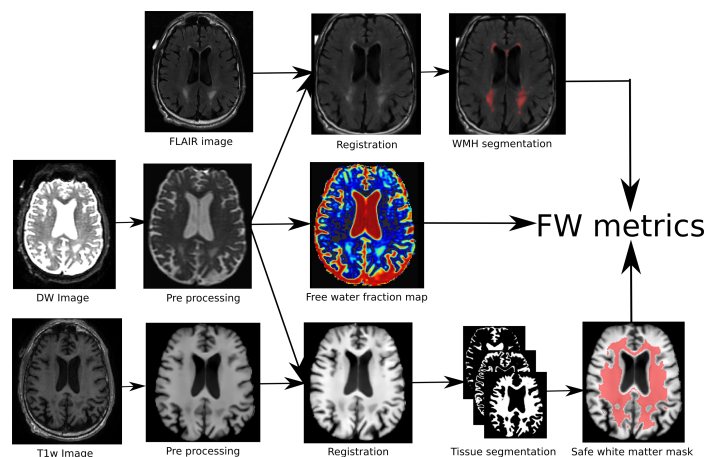 FLAIR image
Registration
WMH segmentation
DW Image
Pre processing
Free water fraction map
FW metrics
T1w Image
Pre processing
Registration
Tissue segmentation
Safe white matter mask